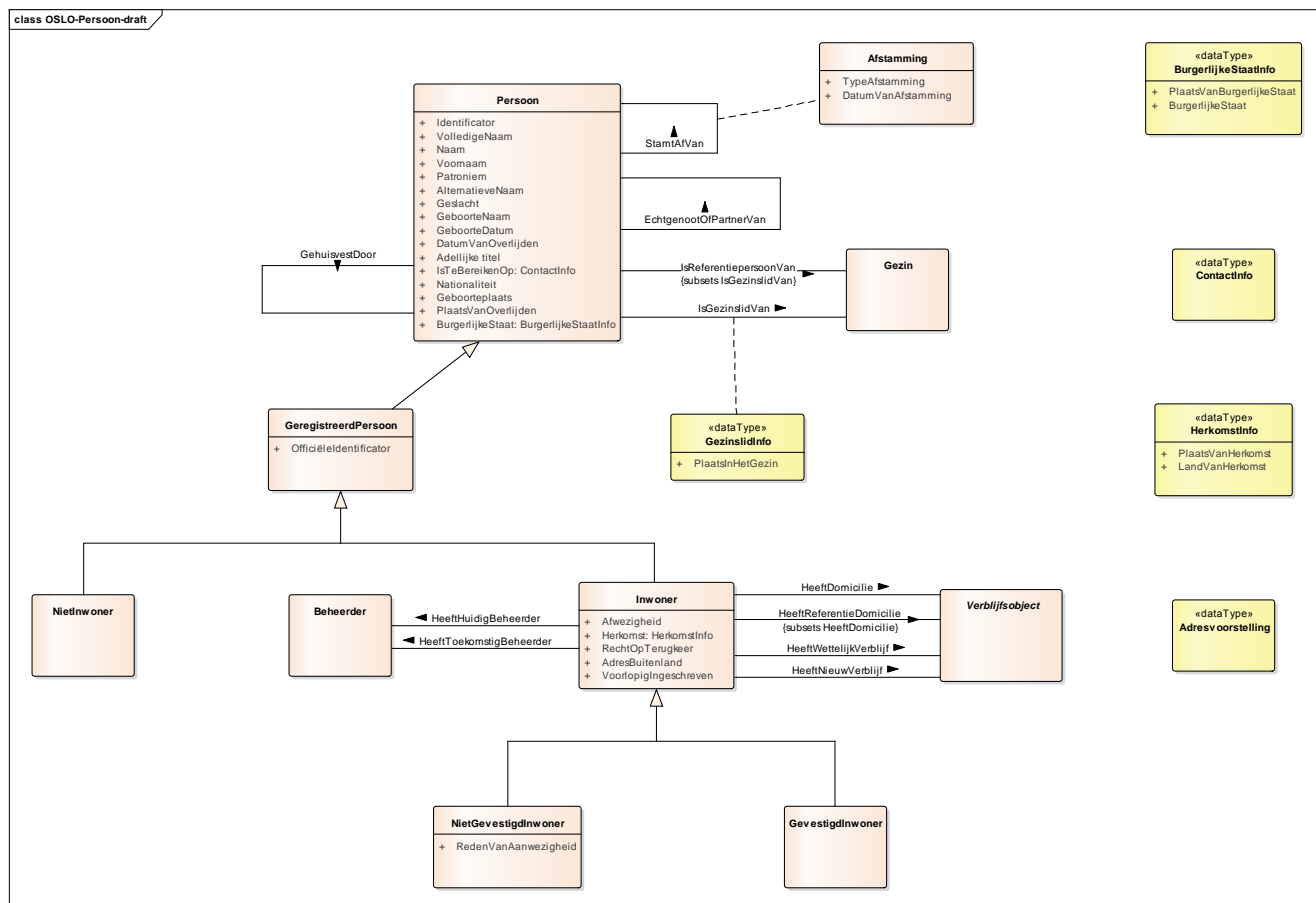 class OSLO-Persoon-draft
Persoon
+ Identificator
+ VolledigeNaam
+ Naam
+ Voornaam
+ Patroniem
+ AlternatieveNaam
+ Geslacht
+ GeboorteNaam
+ GeboorteDatum
+ DatumVanOverlijden
+ Adellijke titel
+ IsTeBereikenOp: ContactInfo
+ Nationaliteit
+ Geboorteplaats
+ PlaatsVanOverlijden
+ BurgerlijkeStaat: BurgerlijkeStaatInfo
Afstamming
+ TypeAfstamming
+ DatumVanAfstamming
«dataType»
BurgerlijkeStaatInfo
+ PlaatsVanBurgerlijkeStaat
+ BurgerlijkeStaat
StamtAfVan
EchtgenootOfPartnerVan
GehuisvestDoor
IsReferentiepersoonVan
{subsets IsGezinslidVan}
IsGezinslidVan
Gezin
«dataType»
ContactInfo
GeregistreerdPersoon
+ OfficiëleIdentificator
«dataType»
GezinslidInfo
+ PlaatsInHetGezin
«dataType»
HerkomstInfo
+ PlaatsVanHerkomst
+ LandVanHerkomst
NietInwoner
Beheerder
HeeftHuidigBeheerder
HeeftToekomstigBeheerder
Inwoner
+ Afwezigheid
+ Herkomst: HerkomstInfo
+ RechtOpTerugkeer
+ AdresBuitenland
+ VoorlopigIngeschreven
HeeftDomicilie
HeeftReferentieDomicilie
{subsets HeeftDomicilie}
HeeftWettelijkVerblijf
HeeftNieuwVerblijf
Verblijfsobject
«dataType»
Adresvoorstelling
NietGevestigdInwoner
+ RedenVanAanwezigheid
GevestigdInwoner